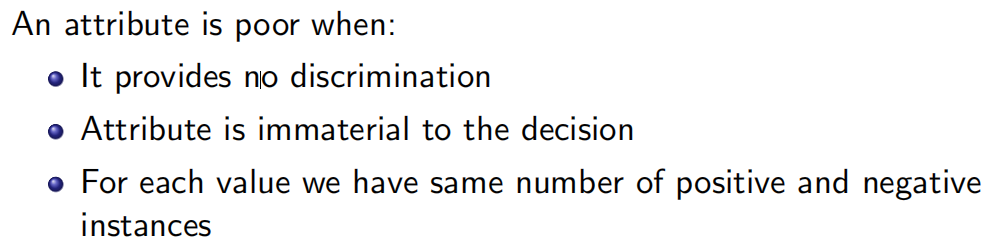 An attribute is poor when:
It provides no discrimination
Attribute is immaterial to the decision
For each value we have same number of positive and negative
instances